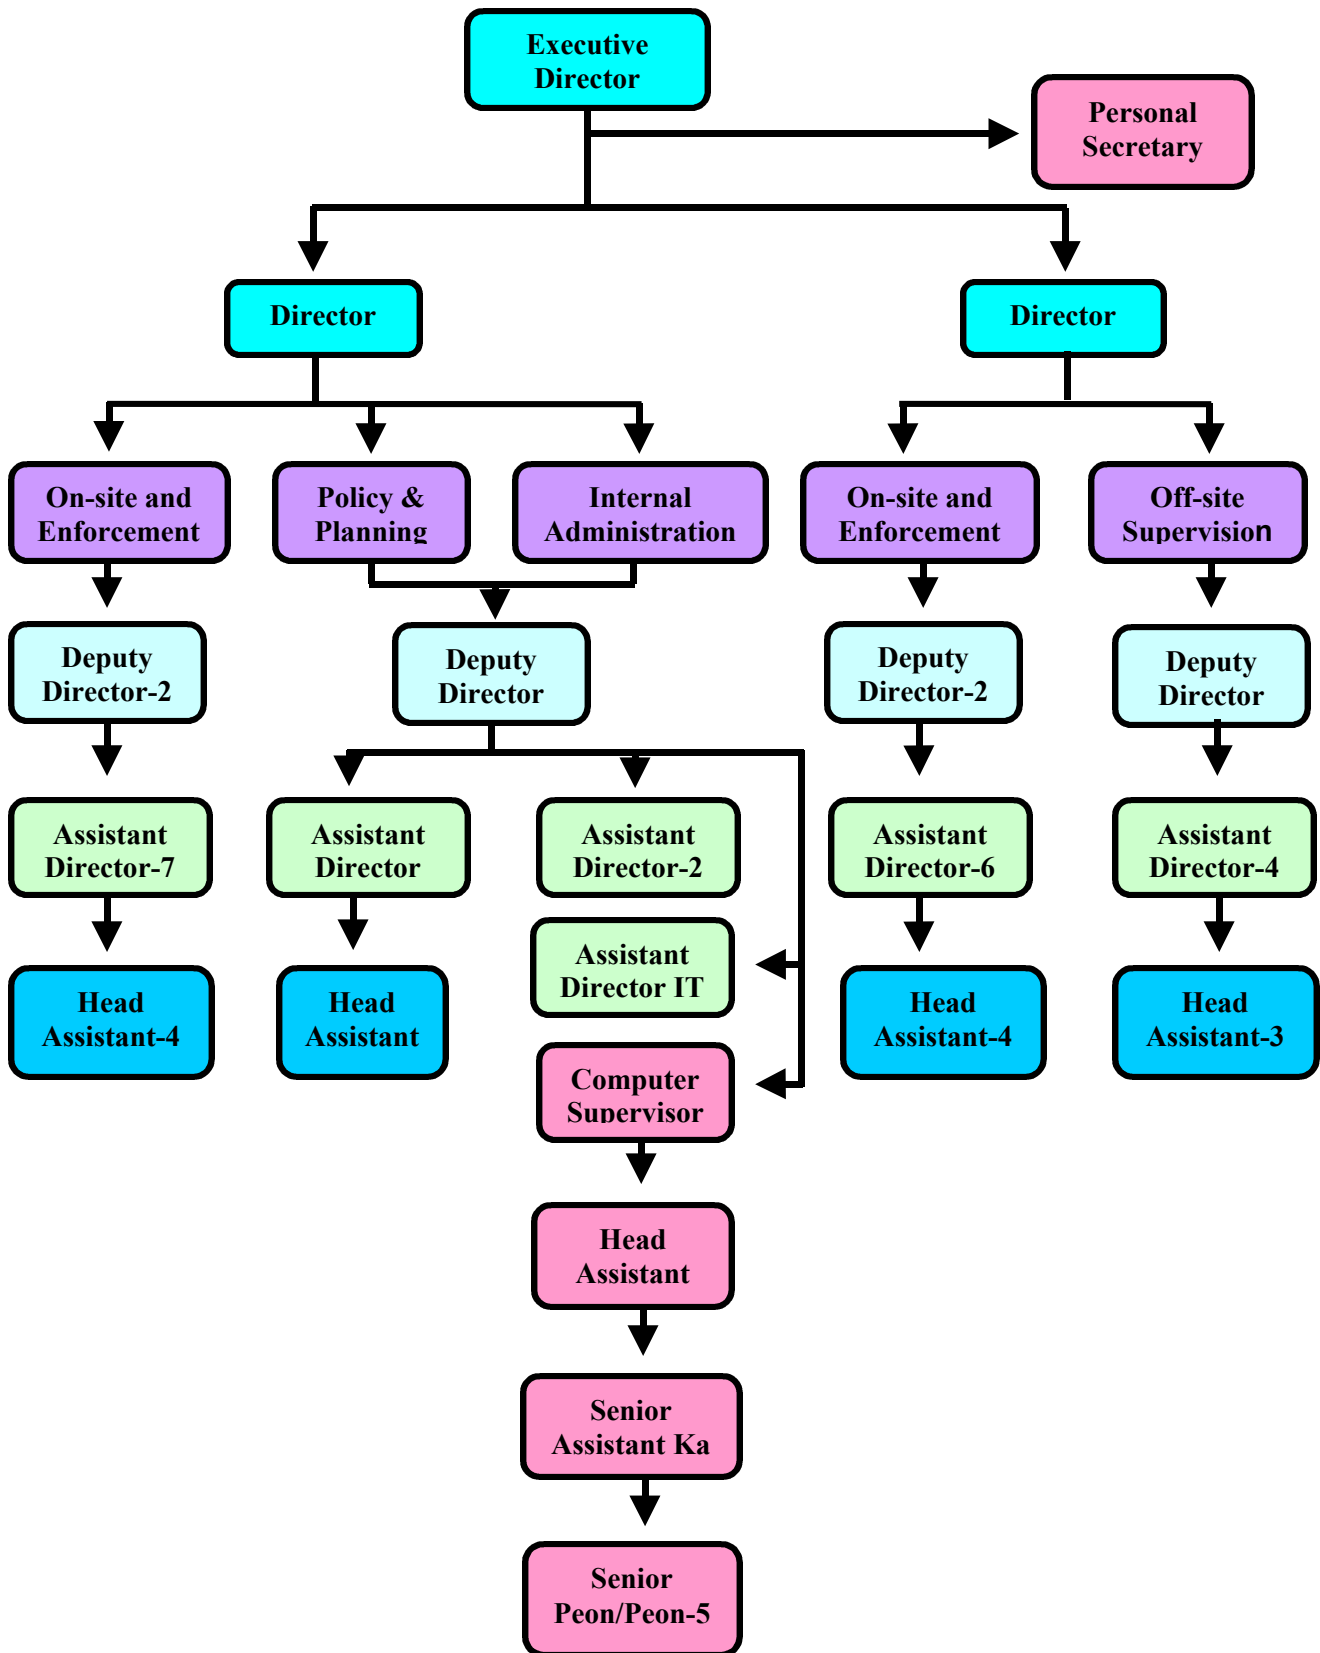 Executive
Director
Personal
Secretary
Director
Director
On-site and
Enforcement
Policy &
Planning
Internal
Administration
On-site and
Enforcement
Off-site
Supervision
Deputy
Director-2
Deputy
Director
Deputy
Director-2
Deputy
Director
Assistant
Director-7
Assistant
Director
Assistant
Director-2
Assistant
Director-6
Assistant
Director-4
Assistant
Director IT
Head
Assistant-4
Head
Assistant
Head
Assistant-4
Head
Assistant-3
Computer
Supervisor
Head
Assistant
Senior
Assistant Ka
Senior
Peon/Peon-5